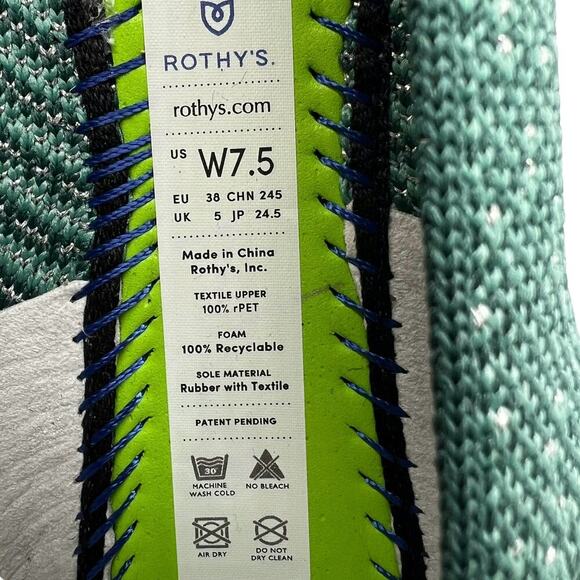 ROTHY'S.
rothys.com
US W7.5
EU 38 CHN 245
UK 5 JP 24.5
Made in China
Rothy's, Inc.
TEXTILE UPPER
100% rPET
FOAM
100% Recyclable
SOLE MATERIAL
Rubber with Textile
PATENT PENDING
30°
MACHINE
WASH COLD
NO BLEACH
AIR DRY
DO NOT
DRY CLEAN